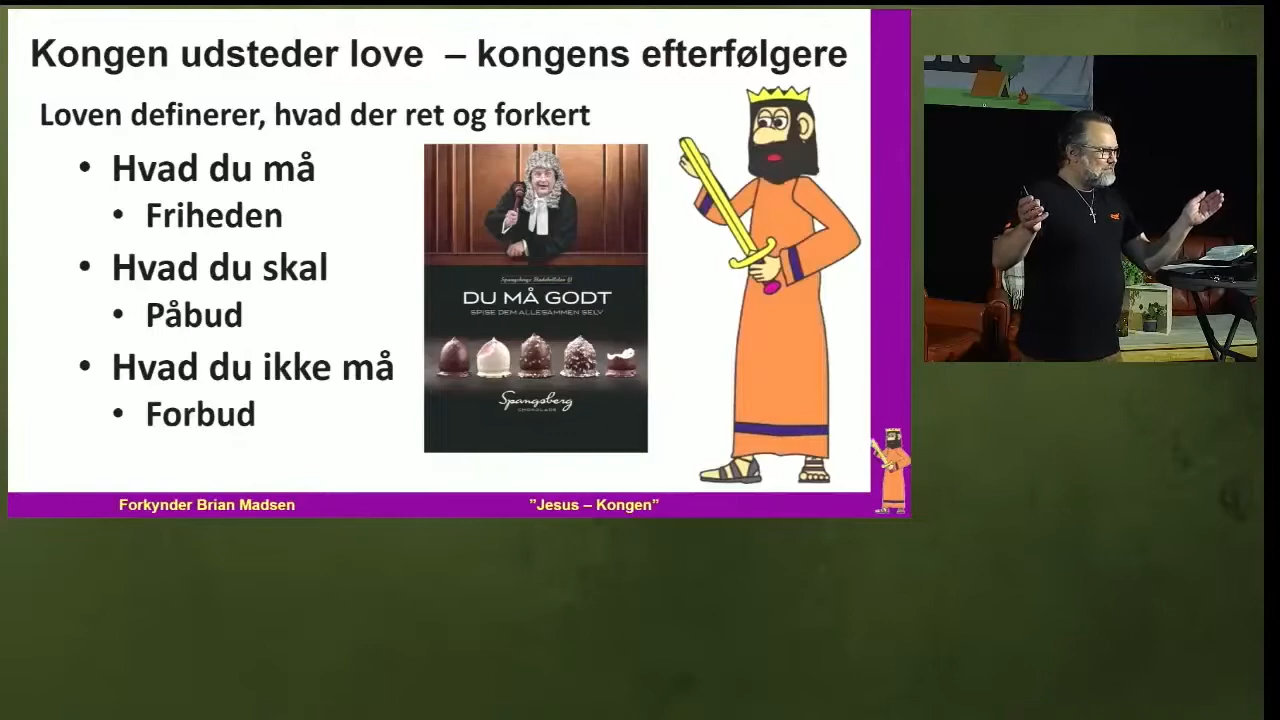 Kongen udsteder love – kongens efterfølgere
Loven definerer, hvad der ret og forkert
• Hvad du må
• Friheden
• Hvad du skal
• Påbud
• Hvad du ikke må
• Forbud
DU MÅ GODT
SPISE DEM ALLESAMMEN SELV
Spangsberg
CHOKOLADE
Forkynder Brian Madsen
”Jesus – Kongen”